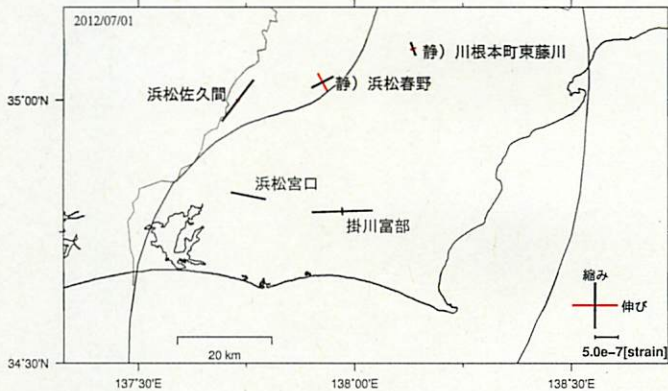 2012/07/01
静）川根本町東藤川
浜松佐久間
静）浜松春野
35°00'N
浜松宮口
掛川富部
縮み
伸び
20 km
5.0e-7[strain]
34°30'N
137°30'E
138°00'E
138°30'E